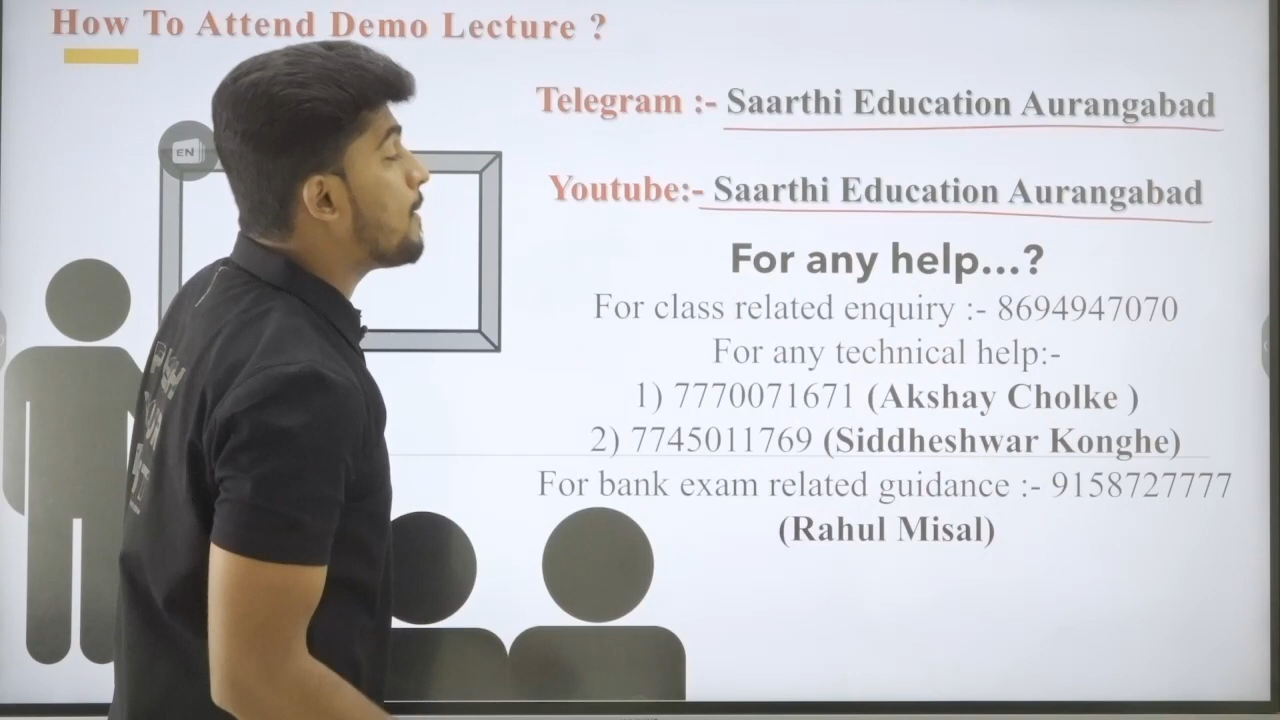 How To Attend Demo Lecture ?
Telegram :- Saarthi Education Aurangabad
EN
Youtube:- Saarthi Education Aurangabad
For any help...?
For class related enquiry :- 8694947070
For any technical help:-
1) 7770071671 (Akshay Cholke )
2) 7745011769 (Siddheshwar Konghe)
For bank exam related guidance :- 9158727777
(Rahul Misal)